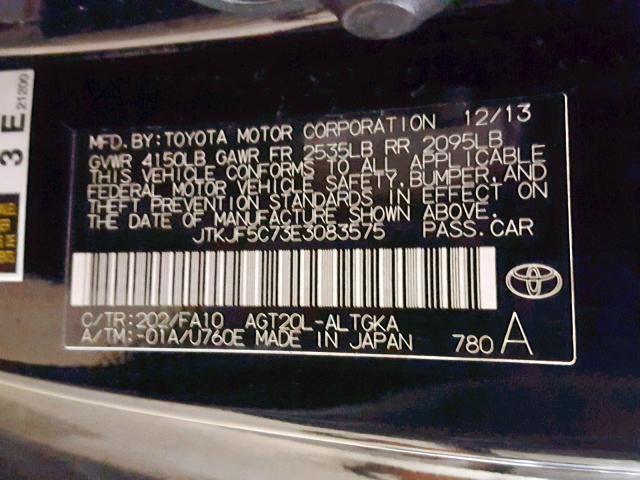 3 E
21200
MFD. BY: TOYOTA MOTOR CORPORATION 12/13
GVWR 4150LB GAWR FR 2535LB RR 2095LB
THIS VEHICLE CONFORMS TO ALL APPLICABLE
FEDERAL MOTOR VEHICLE SAFETY, BUMPER, AND
THEFT PREVENTION STANDARDS IN EFFECT ON
THE DATE OF MANUFACTURE SHOWN ABOVE.
JTKJF5C73E3083575 PASS. CAR
C/TR: 202/FA10 AGT20L-ALTGKA
A/TM: -01A/U760E MADE IN JAPAN 780 A